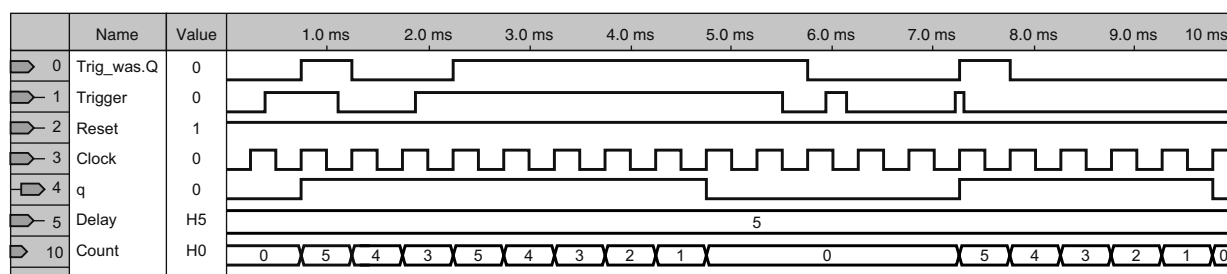 Name Value 1.0 ms 2.0 ms 3.0 ms 4.0 ms 5.0 ms 6.0 ms 7.0 ms 8.0 ms 9.0 ms 10 ms
0 Trig_was.Q 0
1 Trigger 0
2 Reset 1
3 Clock 0
4 q 0
5 Delay H5 5
10 Count H0 0 5 4 3 5 4 3 2 1 0 5 4 3 2 1 0